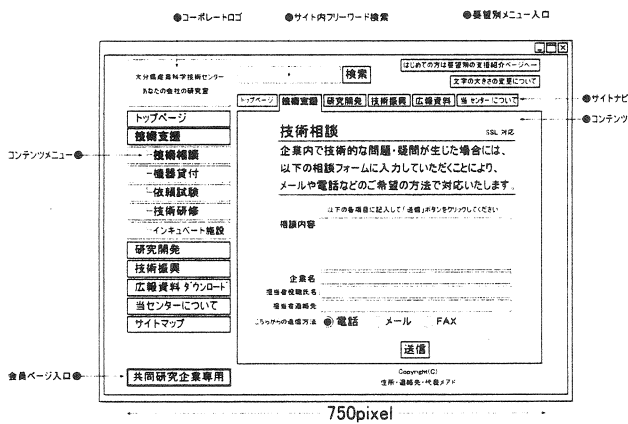 ●コーポレートロゴ
●サイト内フリーワード検索
●要望別メニュー入口
大分県産業科学技術センター
あなたの会社の研究室
検索
はじめての方は要望別の支援紹介ページへ
文字の大きさの変更について
トップページ
技術支援
研究開発
技術振興
広報資料
当センターについて
●サイトナビ
●コンテンツ
コンテンツメニュー●
トップページ
技術支援
技術相談
機器貸付
依頼試験
技術研修
インキュベート施設
研究開発
技術振興
広報資料ダウンロード
当センターについて
サイトマップ
会員ページ入口●
共同研究企業専用
技術相談
SSL 対応
企業内で技術的な問題・疑問が生じた場合には、
以下の相談フォームに入力していただくことにより、
メールや電話などのご希望の方法で対応いたします。
以下の各項目に記入して「送信」ボタンをクリックしてください
相談内容
企業名
担当者役職氏名
担当者連絡先
こちらからの返信方法
電話
メール
FAX
送信
Copyright(C)
住所・連絡先・代表メアド
750pixel